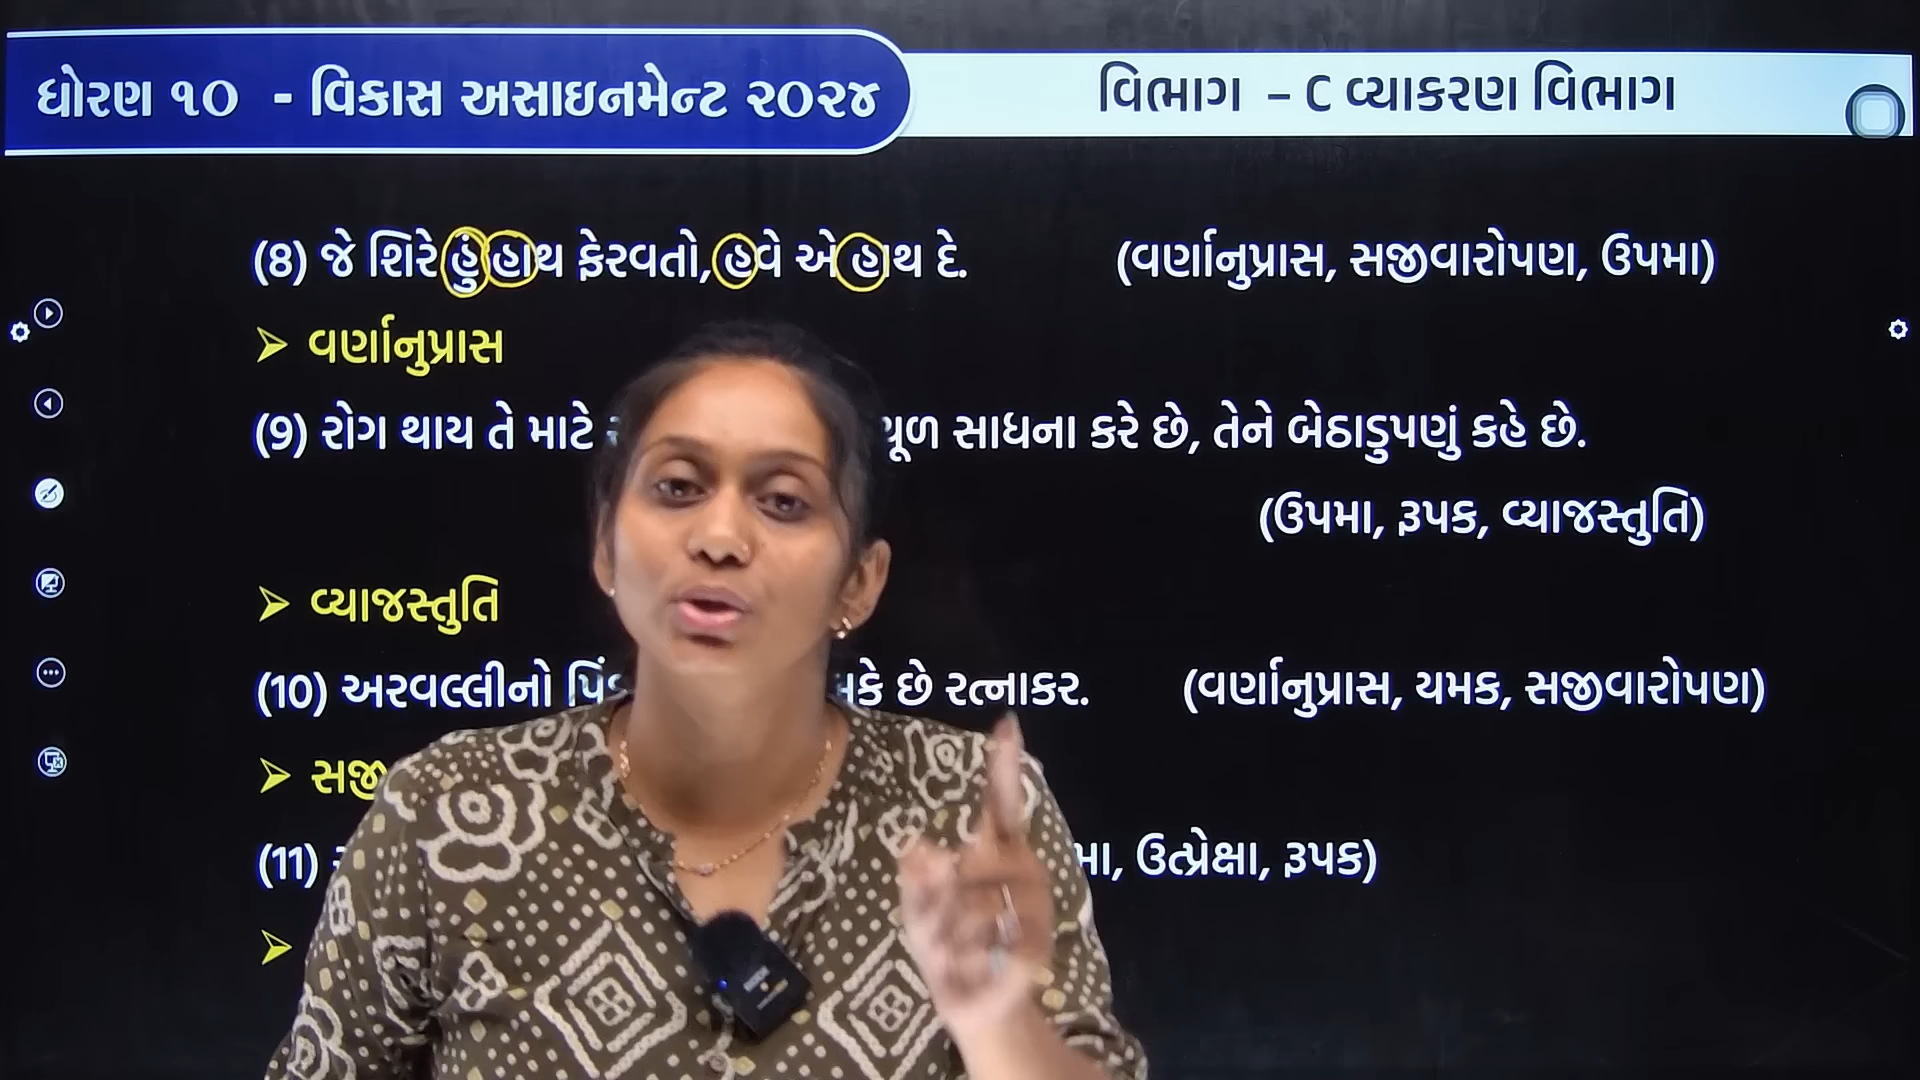 ધોરણ ૧૦ - વિકાસ અસાઇનમેન્ટ ૨૦૨૪
વિભાગ – C વ્યાકરણ વિભાગ
(8) જે શિરે હું હાથ ફેરવતો, હવે એ હાથ દે. (વર્ણાનુપ્રાસ, સજીવારોપણ, ઉપમા)
➢ વર્ણાનુપ્રાસ
(9) રોગ થાય તે માટે સાધના કરે છે, તેને બેઠાડુપણું કહે છે.
(ઉપમા, રૂપક, વ્યાજસ્તુતિ)
➢ વ્યાજસ્તુતિ
(10) અરવલ્લીનો છે રત્નાકર. (વર્ણાનુપ્રાસ, યમક, સજીવારોપણ)
➢
(11) ઉત્પ્રેક્ષા, રૂપક)
➢